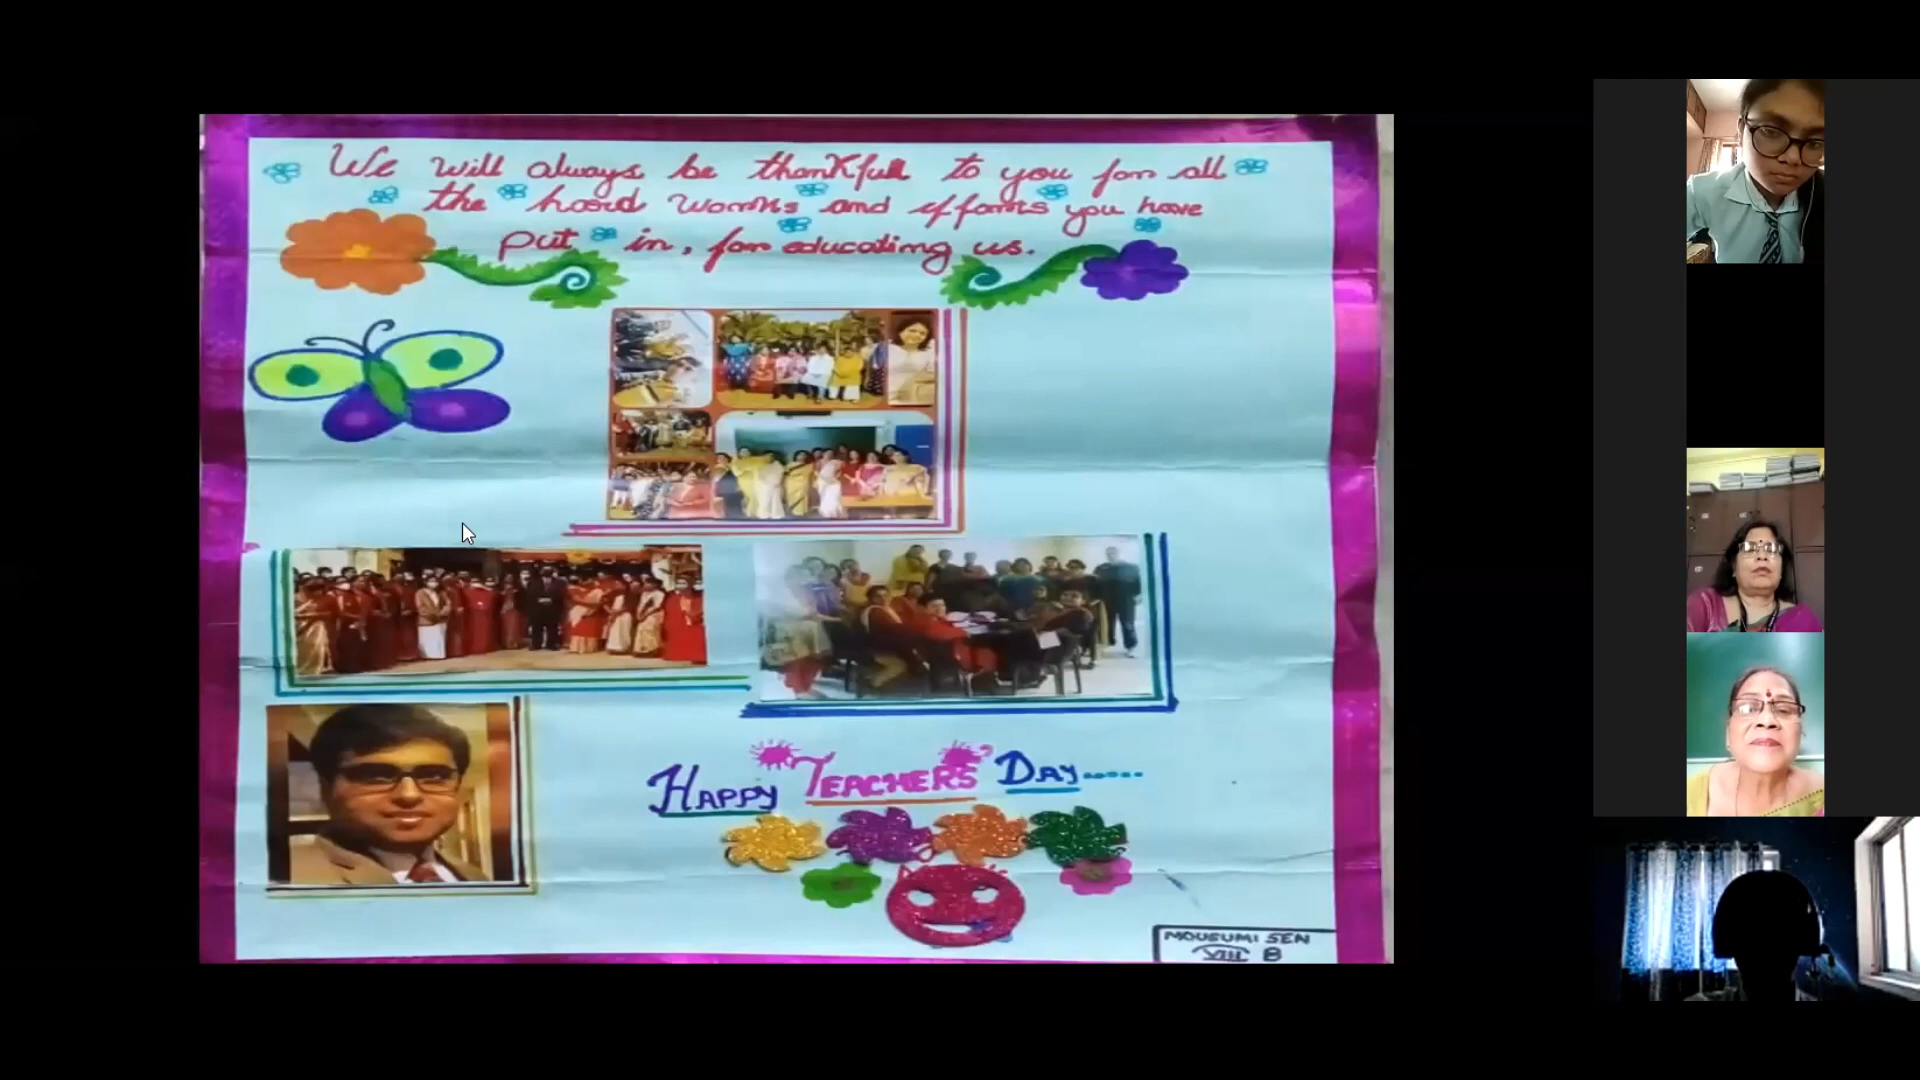 We will always be thankful to you for all
the hard works and efforts you have
put in, for educating us.
HAPPY TEACHERS' DAY.....
MOUSUMI SEN
VIII B